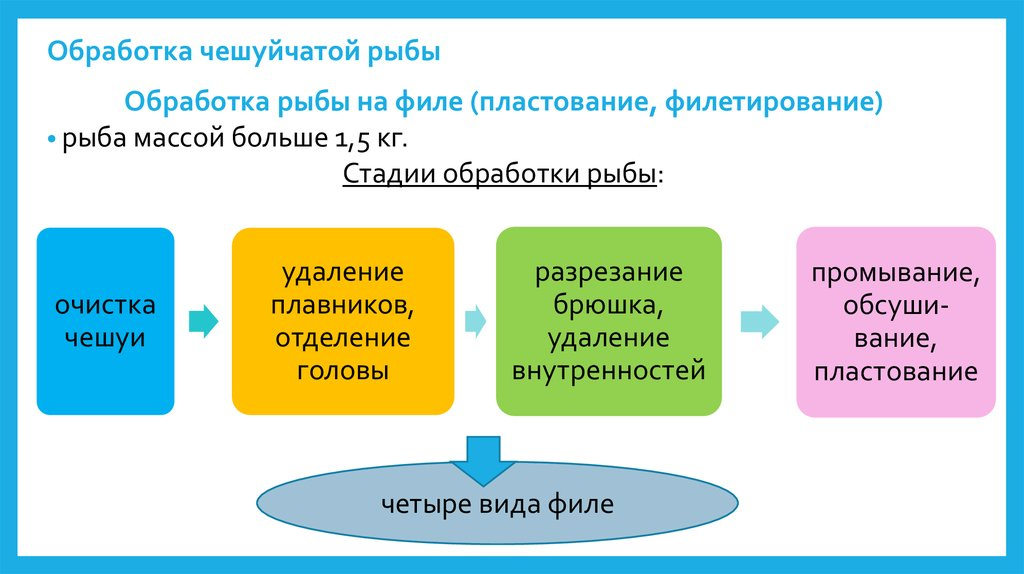 Обработка чешуйчатой рыбы
Обработка рыбы на филе (пластование, филетирование)
• рыба массой больше 1,5 кг.
Стадии обработки рыбы:
очистка
чешуи
удаление
плавников,
отделение
головы
разрезание
брюшка,
удаление
внутренностей
промывание,
обсуши-
вание,
пластование
четыре вида филе